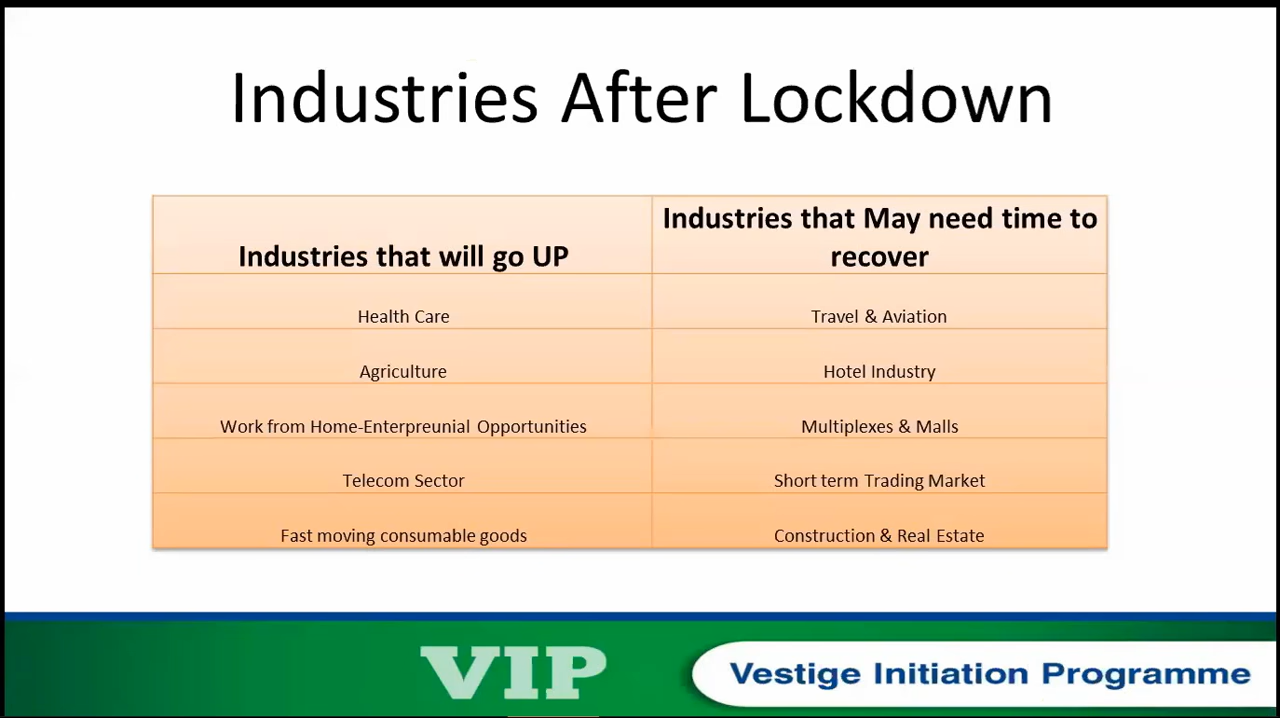 Industries After Lockdown
Industries that will go UP
Industries that May need time to
recover
Health Care
Travel & Aviation
Agriculture
Hotel Industry
Work from Home-Enterpreunial Opportunities
Multiplexes & Malls
Telecom Sector
Short term Trading Market
Fast moving consumable goods
Construction & Real Estate
VIP
Vestige Initiation Programme